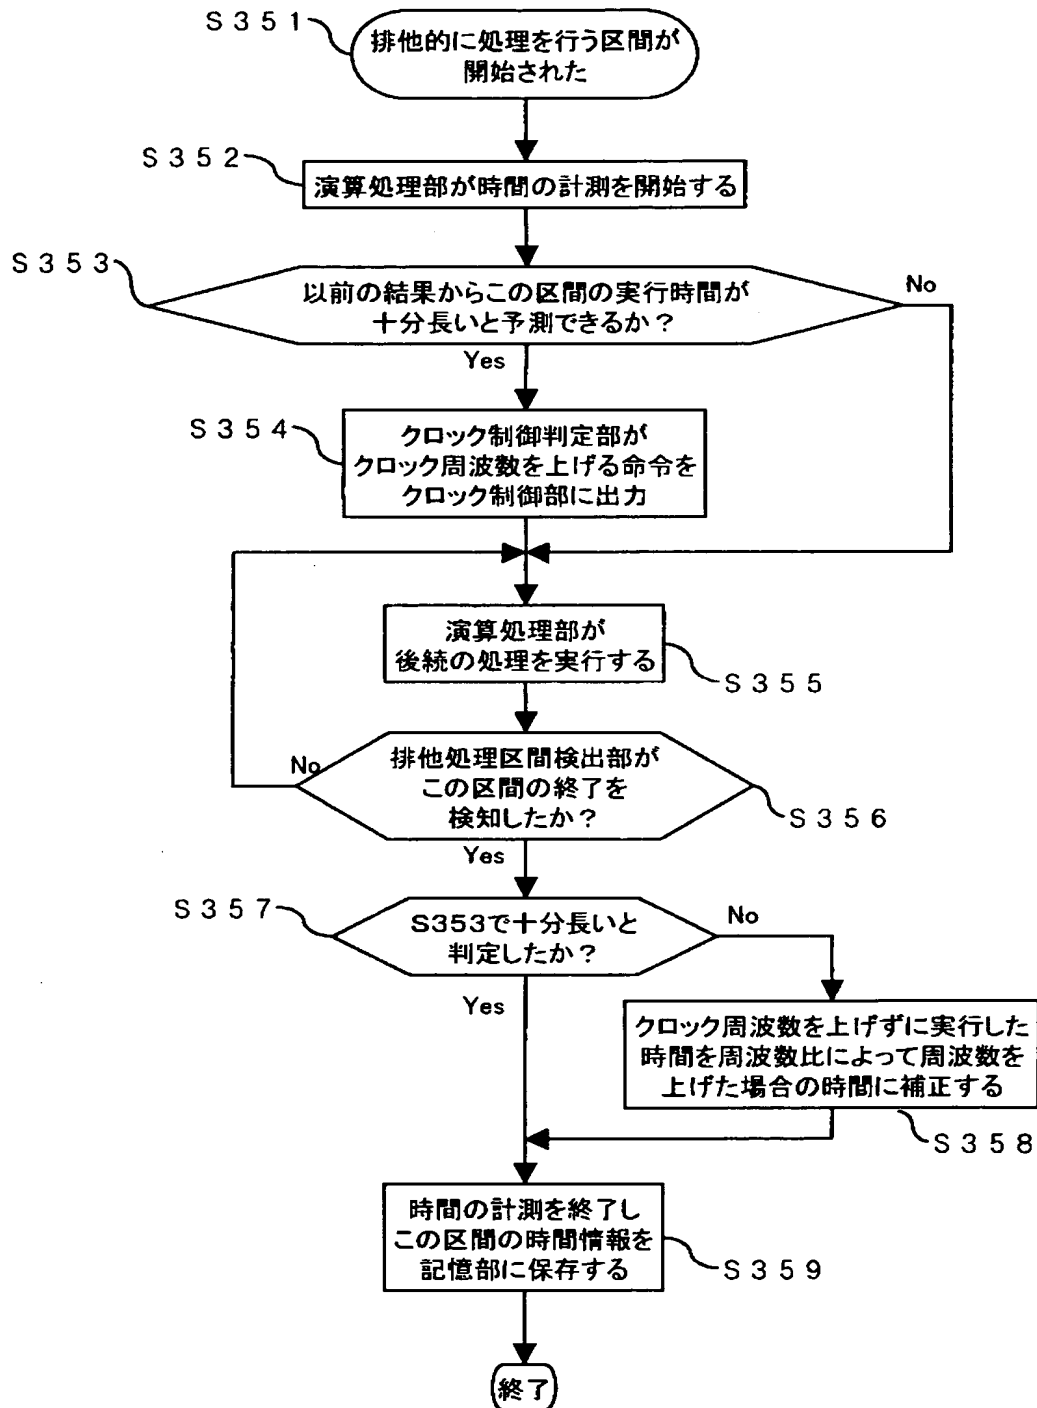 S351
排他的に処理を行う区間が
開始された
S352
演算処理部が時間の計測を開始する
S353
以前の結果からこの区間の実行時間が
十分長いと予測できるか?
No
Yes
S354
クロック制御判定部が
クロック周波数を上げる命令を
クロック制御部に出力
演算処理部が
後続の処理を実行する
S355
No
排他処理区間検出部が
この区間の終了を
検知したか?
S356
Yes
S357
S353で十分長いと
判定したか?
No
Yes
クロック周波数を上げずに実行した
時間を周波数比によって周波数を
上げた場合の時間に補正する
S358
時間の計測を終了し
この区間の時間情報を
記憶部に保存する
S359
終了